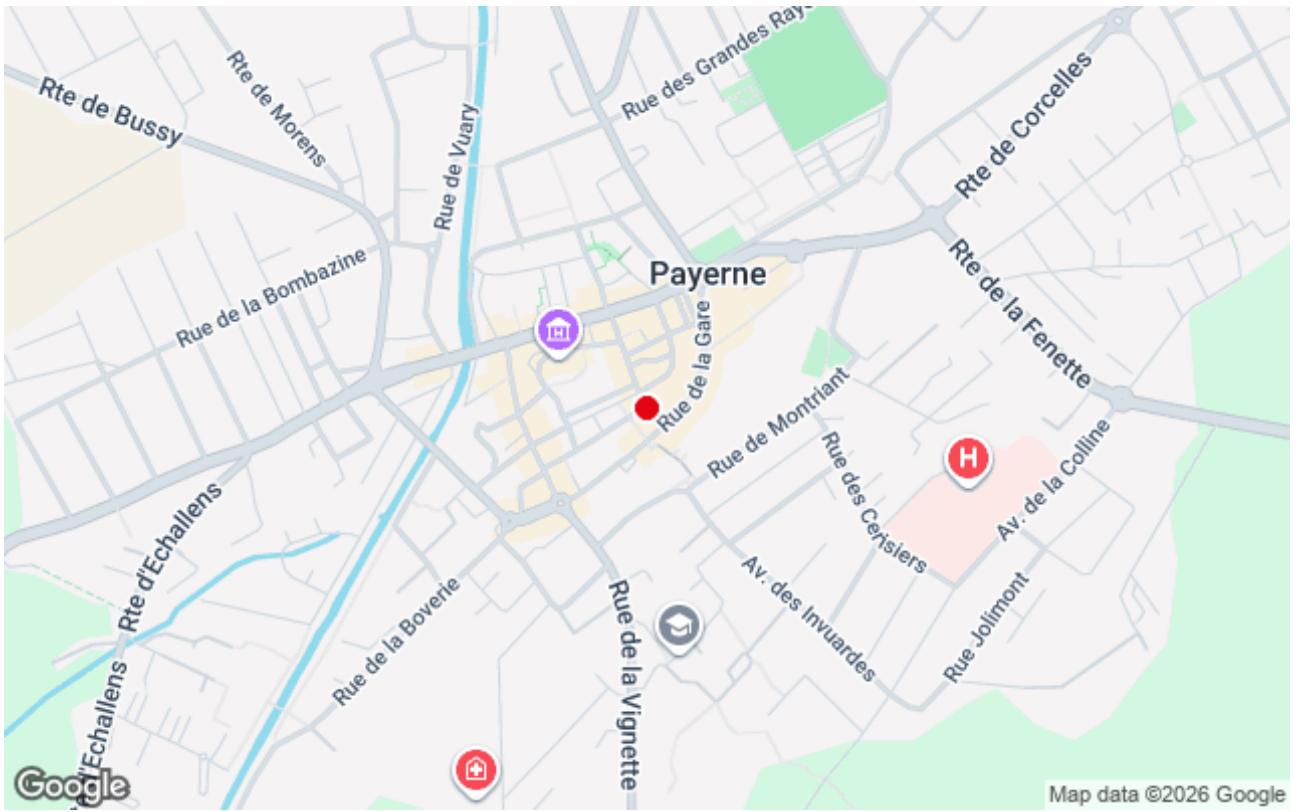 Rue des Grandes Raye
Rte de Morens
Rte de Bussy
Rue de Vuary
Rte de Corcelles
Payerne
Rue de la Bombazine
Rte de la Fenette
Rue de la Gare
Rue de Montriant
H
Rue des Cerisiers
Av. de la Colline
Rte d'Echallens
Av. des Invuardes
Rue de la Boverie
Rue Jolimont
Rue de la Vignette
d'Echallens
Google
Map data ©2026 Google